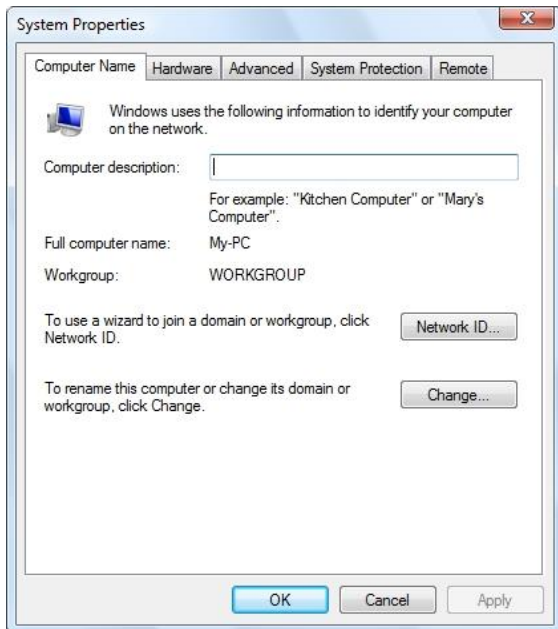 System Properties
Computer Name Hardware Advanced System Protection Remote
Windows uses the following information to identify your computer
on the network.
Computer description:
For example: "Kitchen Computer" or "Mary's
Computer".
Full computer name: My-PC
Workgroup: WORKGROUP
To use a wizard to join a domain or workgroup, click
Network ID.
Network ID...
To rename this computer or change its domain or
workgroup, click Change.
Change...
OK Cancel Apply